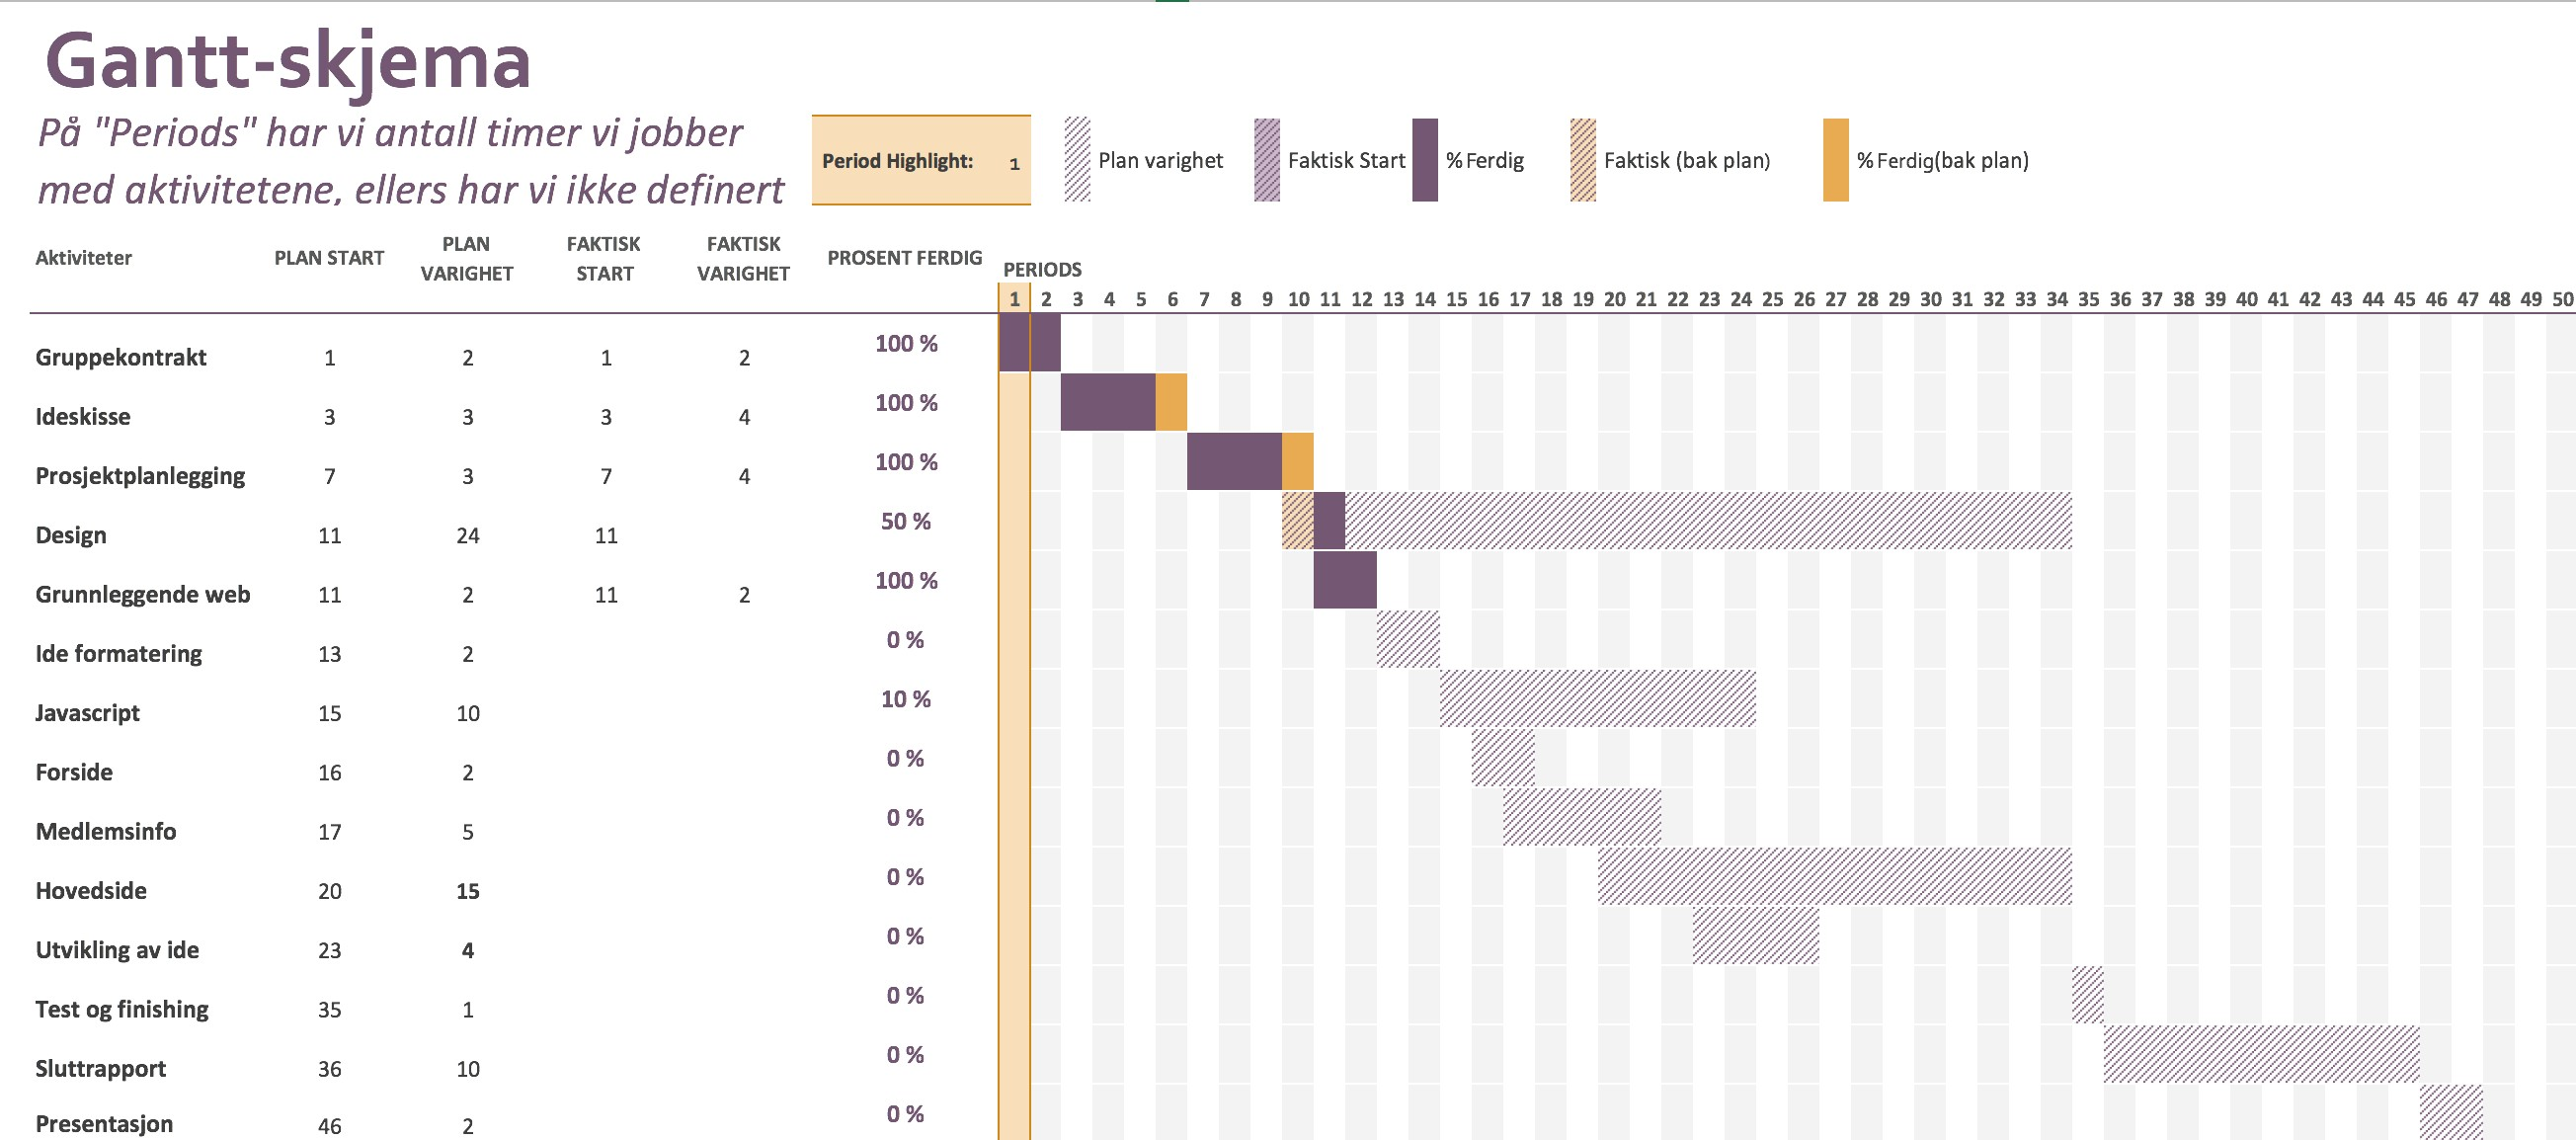 Gantt-skjema
På "Periods" har vi antall timer vi jobber
med aktivitetene, ellers har vi ikke definert
Period Highlight: 1
Plan varighet
Faktisk Start
% Ferdig
Faktisk (bak plan)
% Ferdig(bak plan)
Aktiviteter PLAN START PLAN VARIGHET FAKTISK START FAKTISK VARIGHET PROSENT FERDIG PERIODS
1 2 3 4 5 6 7 8 9 10 11 12 13 14 15 16 17 18 19 20 21 22 23 24 25 26 27 28 29 30 31 32 33 34 35 36 37 38 39 40 41 42 43 44 45 46 47 48 49 50
Gruppekontrakt 1 2 1 2 100 %
Ideskisse 3 3 3 4 100 %
Prosjektplanlegging 7 3 7 4 100 %
Design 11 24 11 50 %
Grunnleggende web 11 2 11 2 100 %
Ide formatering 13 2 0 %
Javascript 15 10 10 %
Forside 16 2 0 %
Medlemsinfo 17 5 0 %
Hovedside 20 15 0 %
Utvikling av ide 23 4 0 %
Test og finishing 35 1 0 %
Sluttrapport 36 10 0 %
Presentasjon 46 2 0 %